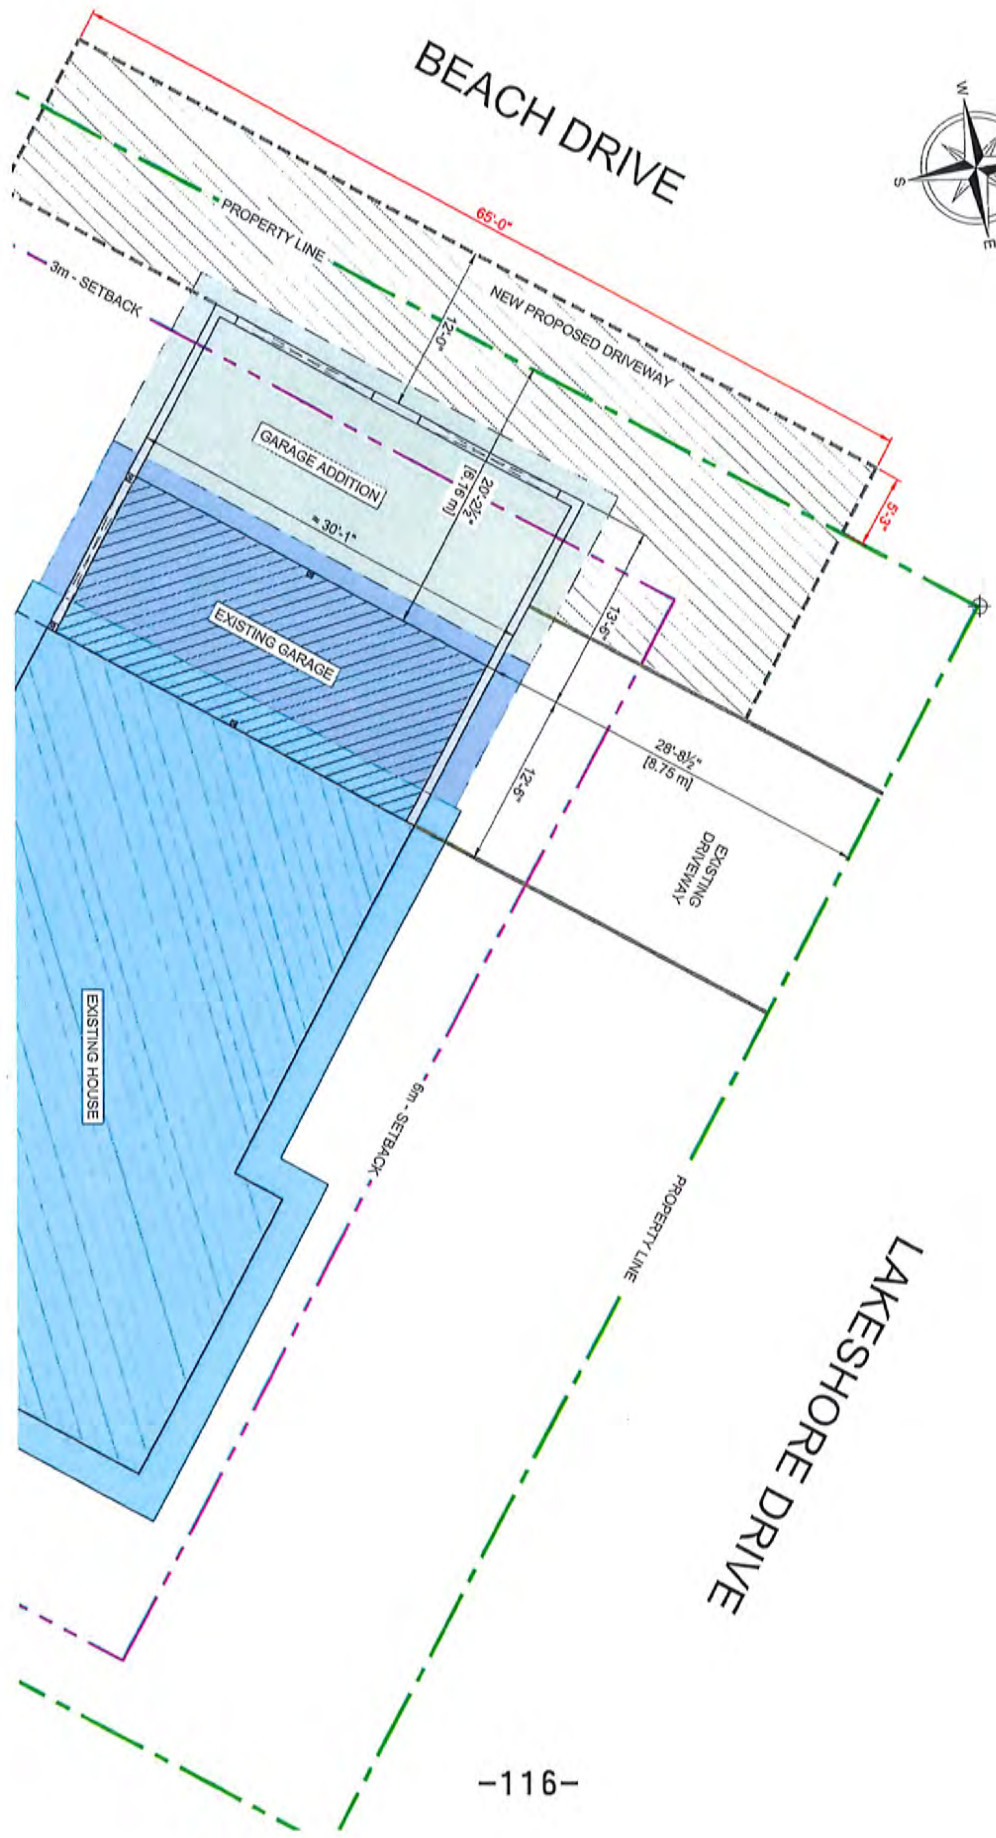 BEACH DRIVE
W
S
E
65'-0"
PROPERTY LINE
3m - SETBACK
12'-0"
NEW PROPOSED DRIVEWAY
GARAGE ADDITION
20'-2½"
[6.16 m]
5'-3"
≈ 30'-1"
EXISTING GARAGE
13'-6"
28'-8½"
[8.75 m]
12'-6"
EXISTING
DRIVEWAY
EXISTING HOUSE
6m - SETBACK
PROPERTY LINE
LAKESHORE DRIVE
-116-